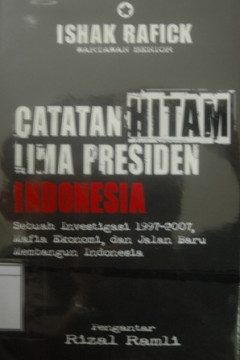 ISHAK RAFICK
WARTAWAN SENIOR
CATATAN HITAM
LIMA PRESIDEN
INDONESIA
Sebuah Investigasi 1997-2007,
Mafia Ekonomi, dan Jalan Baru
Membangun Indonesia
Pengantar
Rizal Ramli